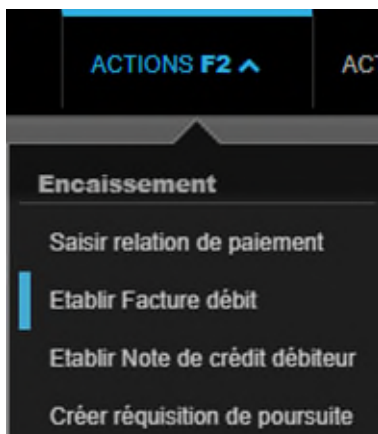 ACTIONS F2 ACT
Encaissement
Saisir relation de paiement
Etablir Facture débit
Etablir Note de crédit débiteur
Créer réquisition de poursuite